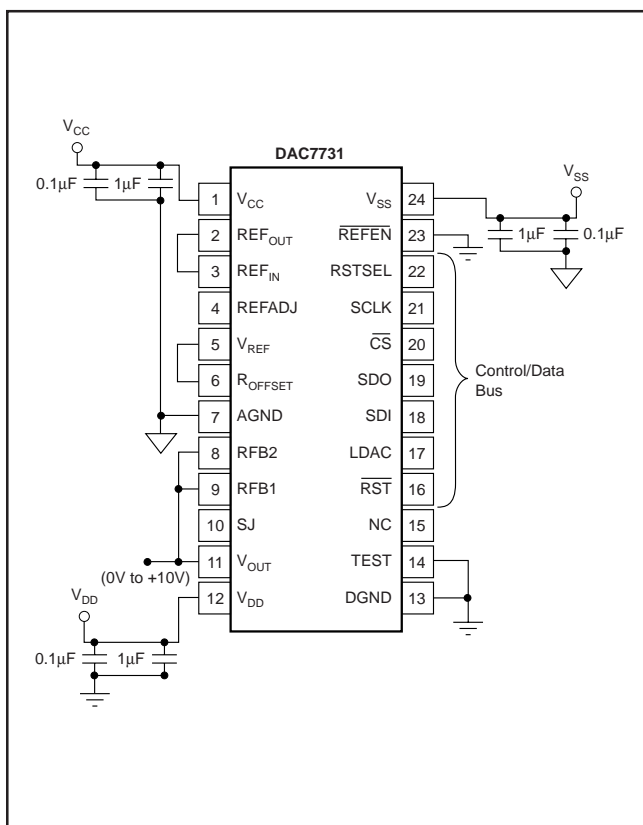 DAC7731
V_CC
0.1µF 1µF
V_SS
1µF 0.1µF
1 V_CC
2 REF_OUT
3 REF_IN
4 REFADJ
5 V_REF
6 R_OFFSET
7 AGND
8 RFB2
9 RFB1
10 SJ
11 V_OUT
12 V_DD
V_SS 24
R̅E̅F̅E̅N̅ 23
RSTSEL 22
SCLK 21
C̅S̅ 20
SDO 19
SDI 18
LDAC 17
R̅S̅T̅ 16
NC 15
TEST 14
DGND 13
Control/Data
Bus
(0V to +10V)
V_DD
0.1µF 1µF